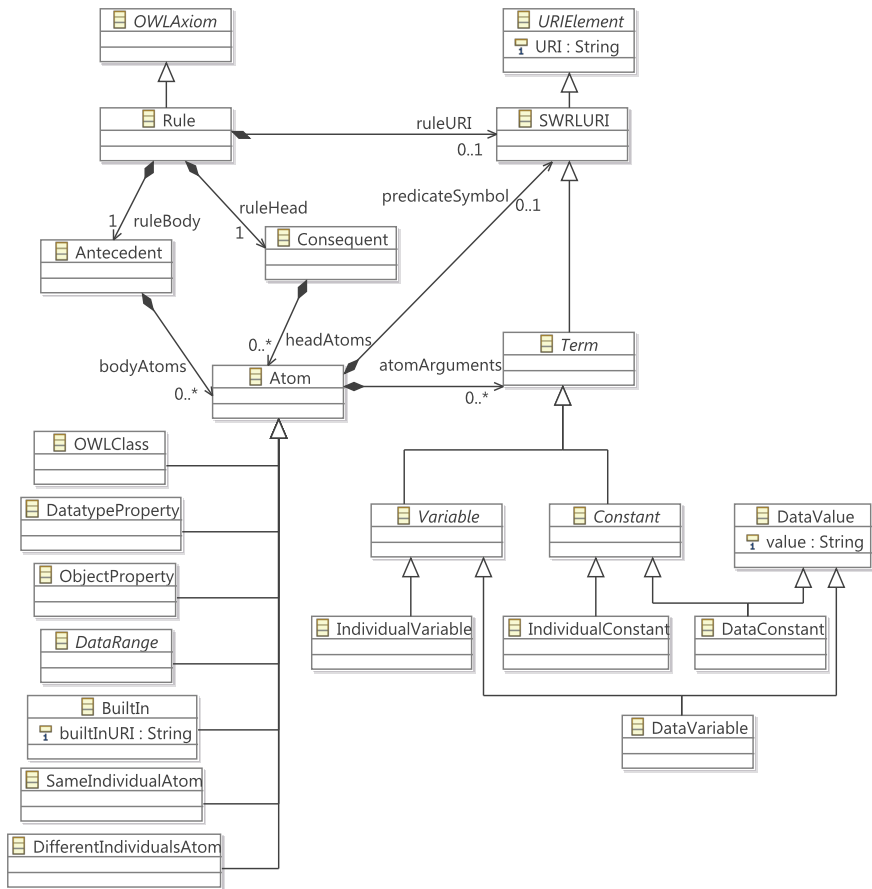 OWLAxiom
URIElement
URI : String
Rule
ruleURI
0..1
SWRLURI
predicateSymbol
0..1
1
ruleBody
ruleHead
1
Antecedent
Consequent
0..*
headAtoms
bodyAtoms
0..*
Atom
atomArguments
0..*
Term
OWLClass
DatatypeProperty
ObjectProperty
DataRange
BuiltIn
builtInURI : String
SameIndividualAtom
DifferentIndividualsAtom
Variable
Constant
DataValue
value : String
IndividualVariable
IndividualConstant
DataConstant
DataVariable